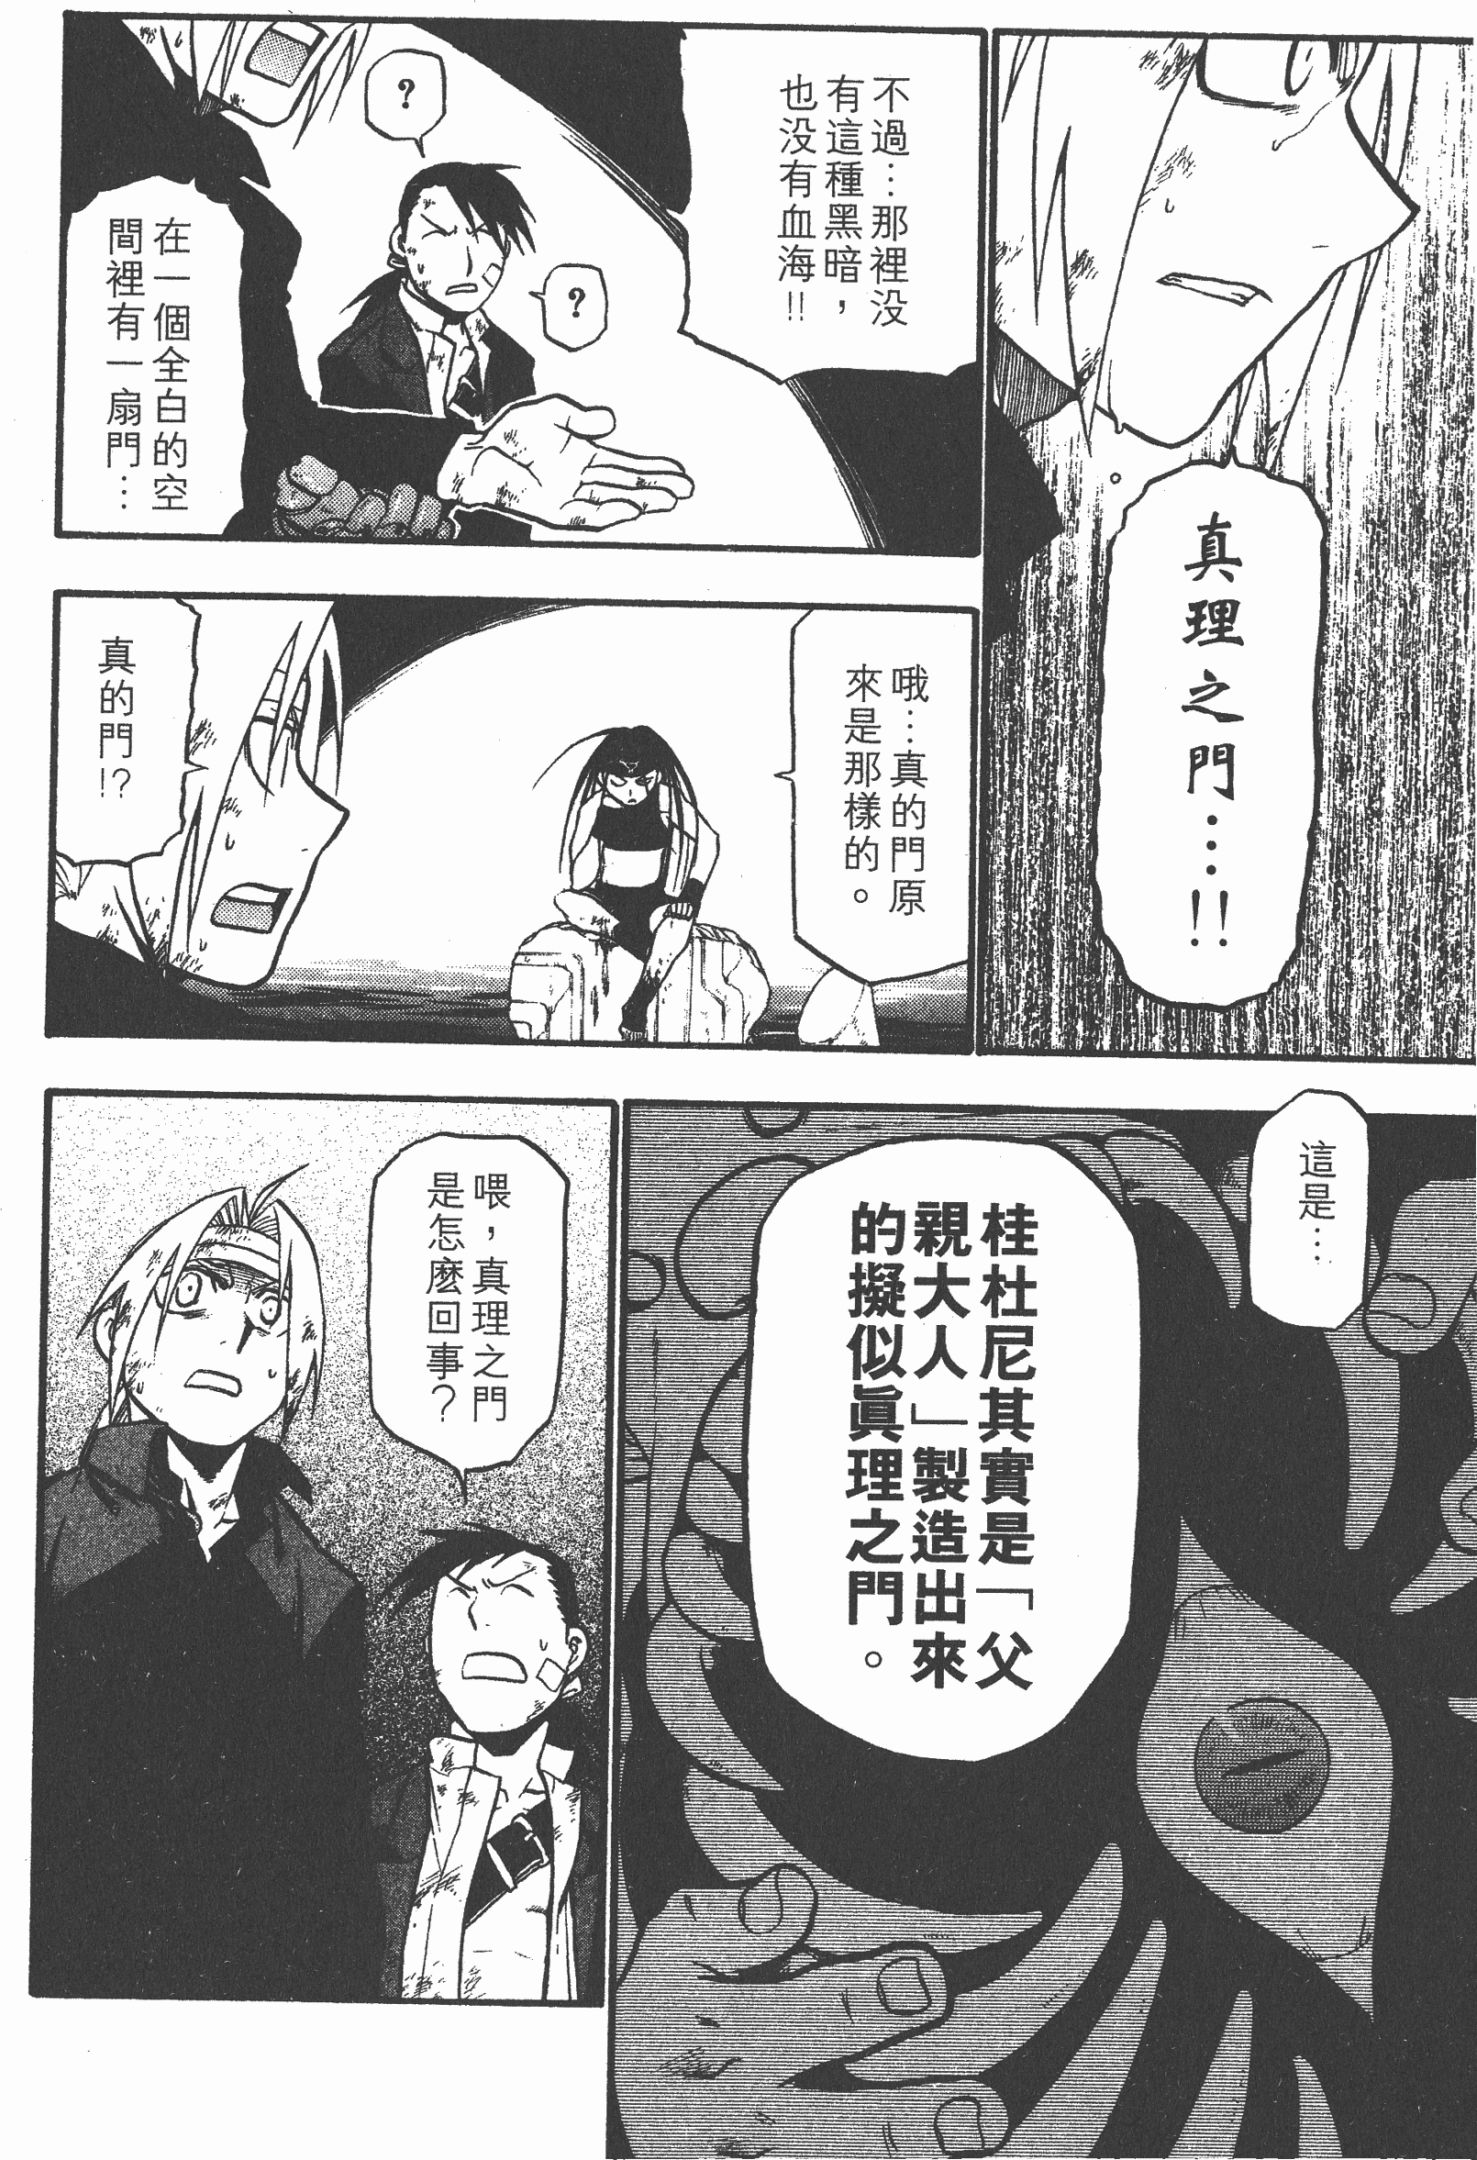 真理之門…!!
不過…那裡沒
有這種黑暗，
也沒有血海!!
?
?
在一個全白的空
間裡有一扇門…
哦…真的門原
來是那樣的。
真的門!?
這是…
桂杜尼其實是「父
親大人」製造出來
的擬似眞理之門。
喂，真理之門
是怎麼回事?